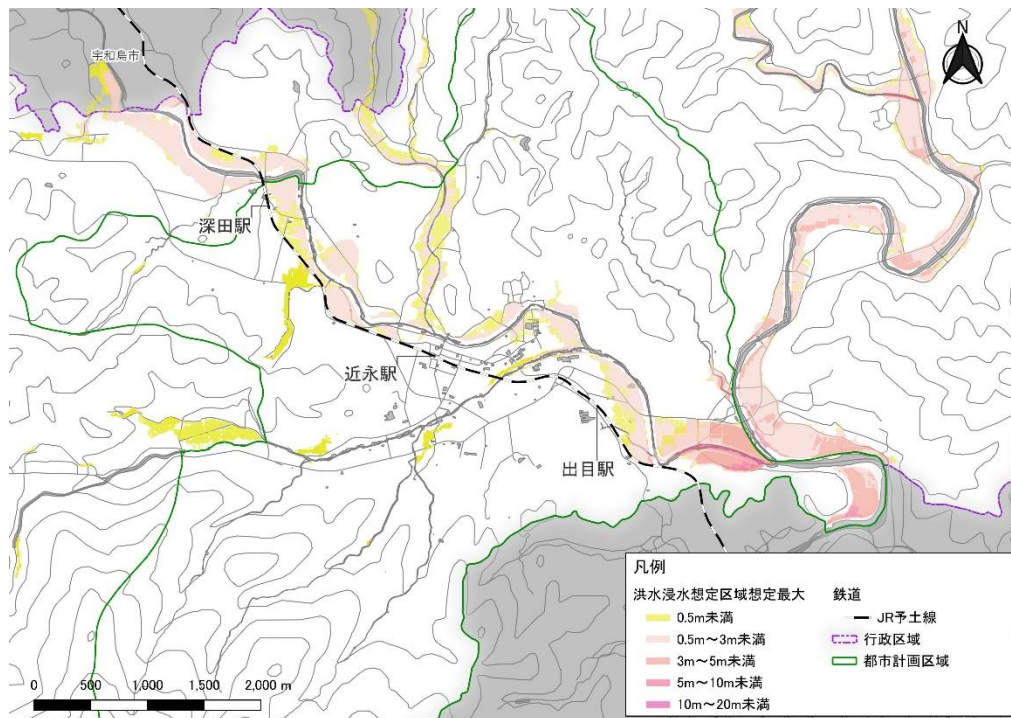 N
宇和島市
深田駅
近永駅
出目駅
凡例
洪水浸水想定区域想定最大
0.5m未満
0.5m～3m未満
3m～5m未満
5m～10m未満
10m～20m未満
鉄道
JR予土線
行政区域
都市計画区域
0 500 1,000 1,500 2,000 m